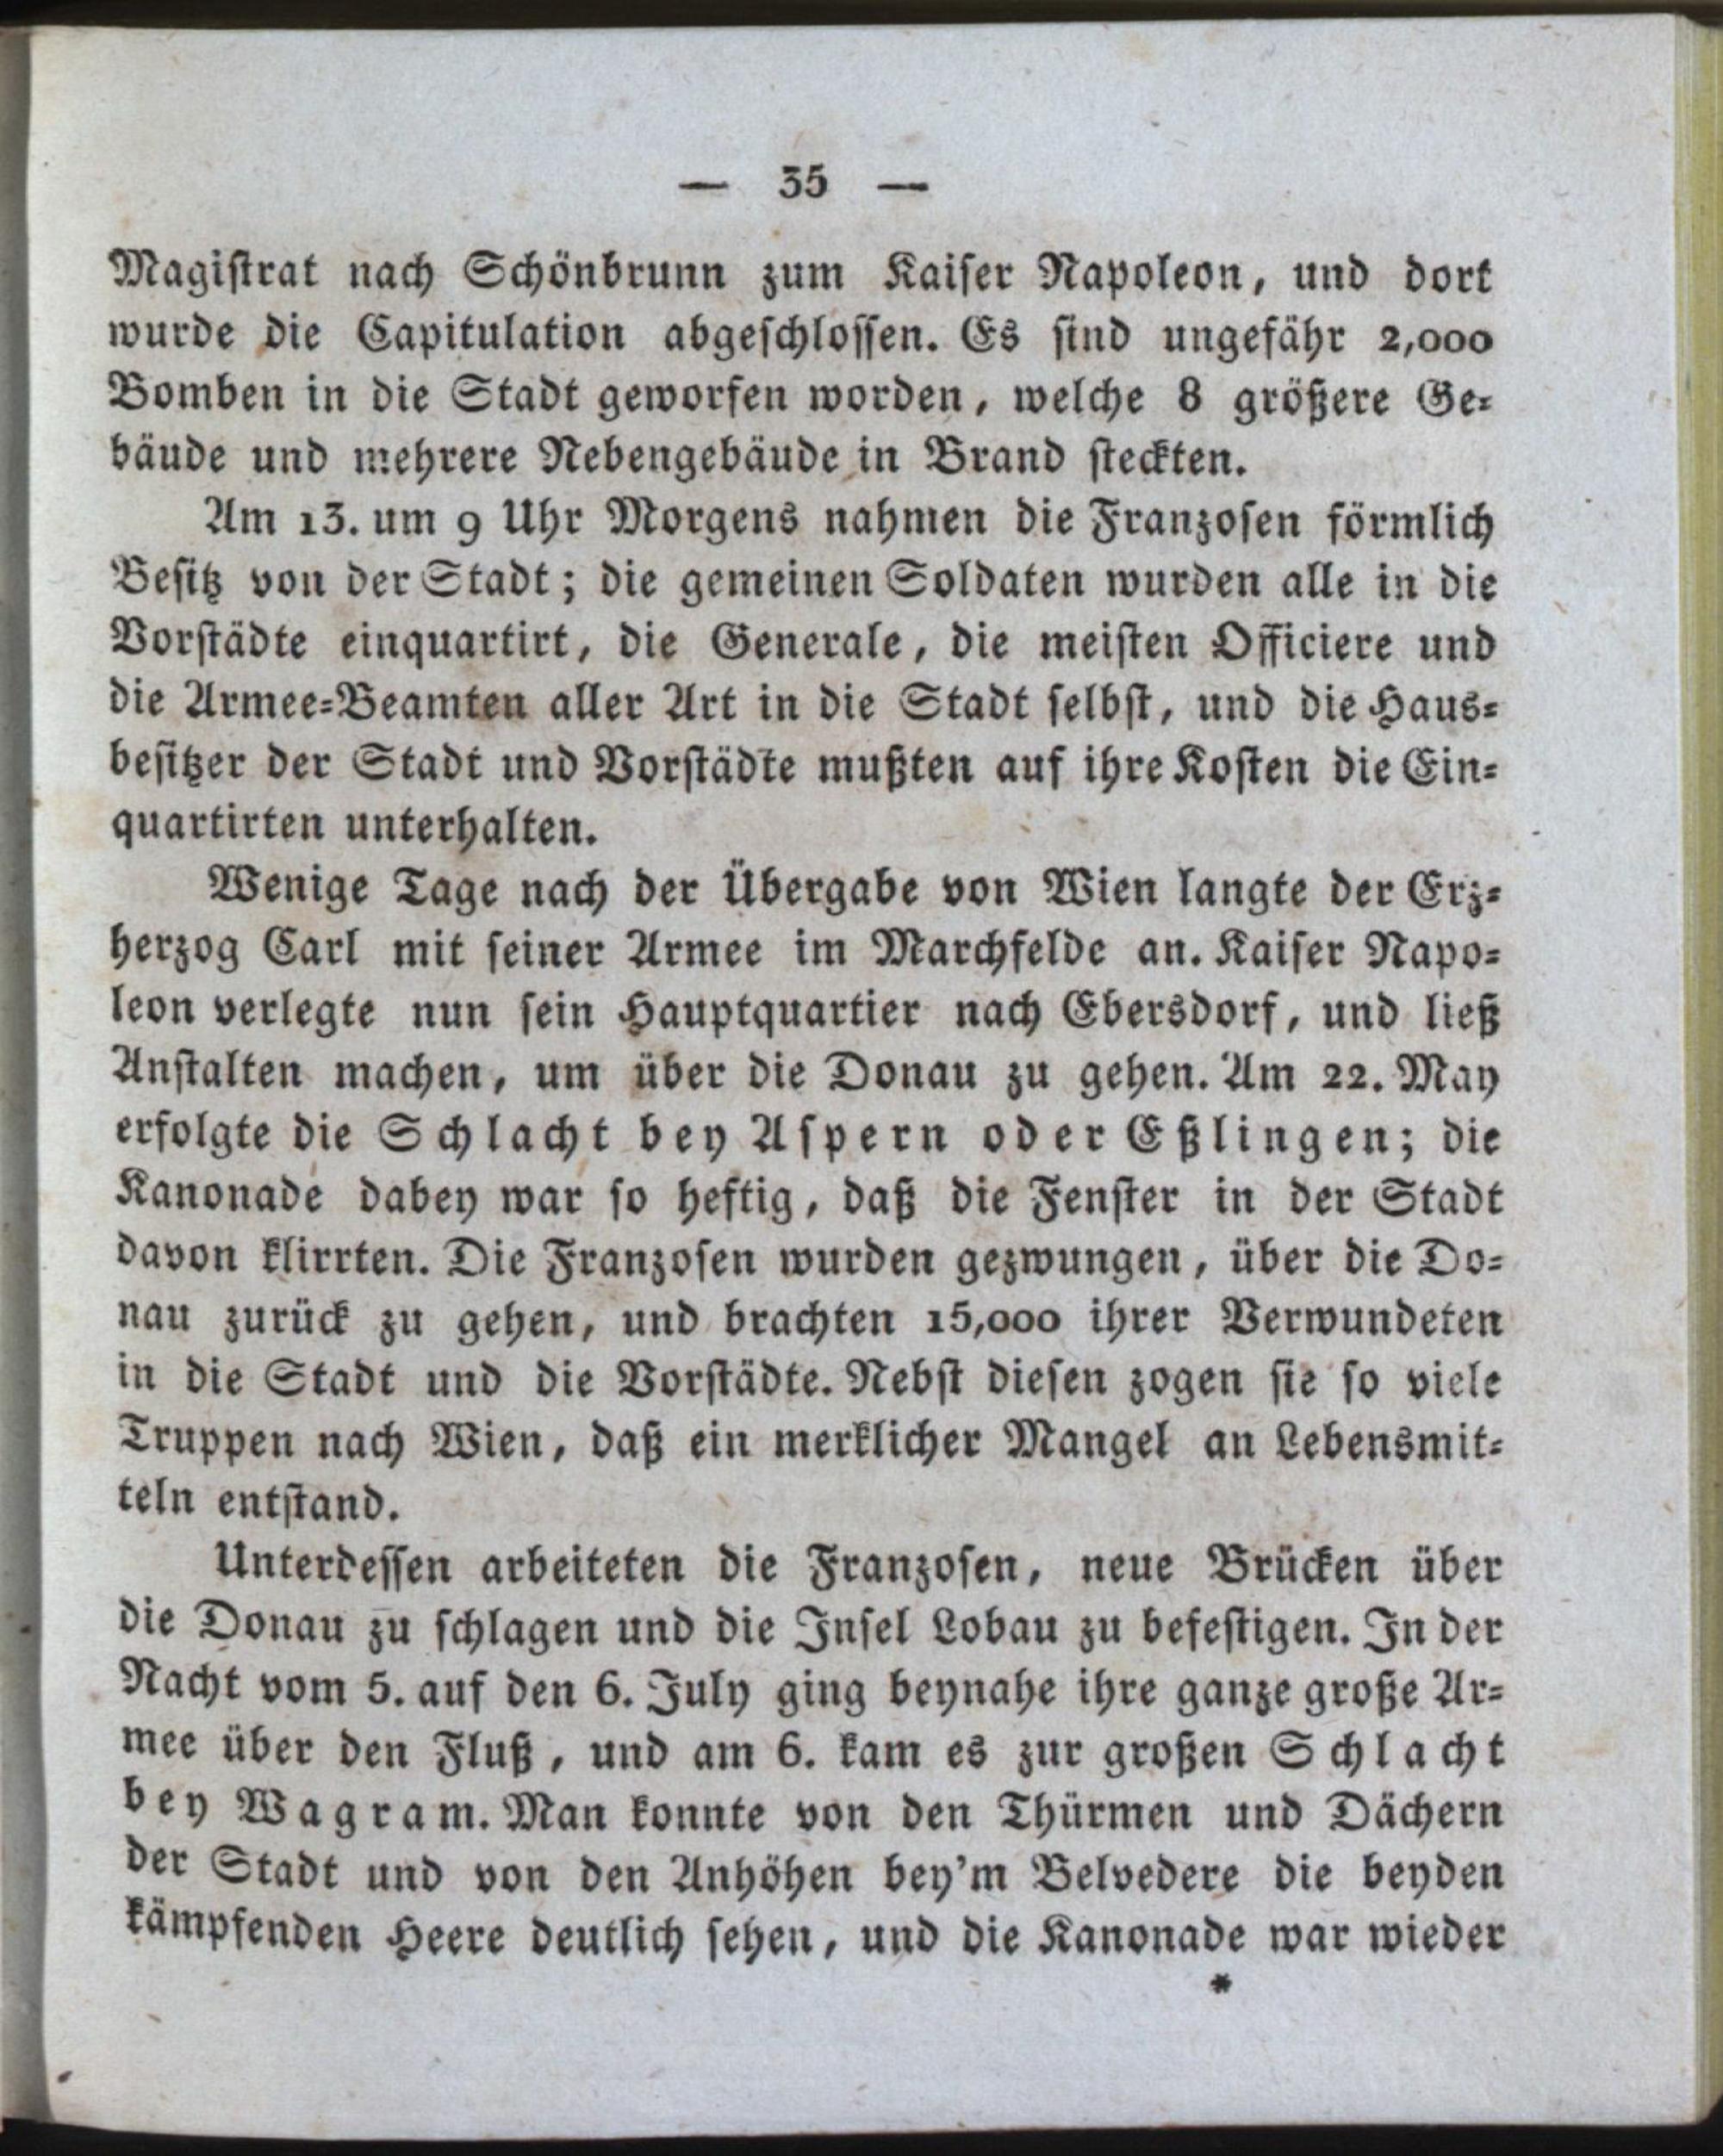 — 35 —
Magistrat nach Schönbrunn zum Kaiser Napoleon, und dort
wurde die Capitulation abgeschlossen. Es sind ungefähr 2,000
Bomben in die Stadt geworfen worden, welche 8 größere Ge-
bäude und mehrere Nebengebäude in Brand steckten.
Am 13. um 9 Uhr Morgens nahmen die Franzosen förmlich
Besitz von der Stadt; die gemeinen Soldaten wurden alle in die
Vorstädte einquartirt, die Generale, die meisten Officiere und
die Armee-Beamten aller Art in die Stadt selbst, und die Haus-
besitzer der Stadt und Vorstädte mußten auf ihre Kosten die Ein-
quartirten unterhalten.
Wenige Tage nach der Übergabe von Wien langte der Erz-
herzog Carl mit seiner Armee im Marchfelde an. Kaiser Napo-
leon verlegte nun sein Hauptquartier nach Ebersdorf, und ließ
Anstalten machen, um über die Donau zu gehen. Am 22. May
erfolgte die Schlacht bey Aspern oder Eßlingen; die
Kanonade dabey war so heftig, daß die Fenster in der Stadt
davon klirrten. Die Franzosen wurden gezwungen, über die Do-
nau zurück zu gehen, und brachten 15,000 ihrer Verwundeten
in die Stadt und die Vorstädte. Nebst diesen zogen sie so viele
Truppen nach Wien, daß ein merklicher Mangel an Lebensmit-
teln entstand.
Unterdessen arbeiteten die Franzosen, neue Brücken über
die Donau zu schlagen und die Insel Lobau zu befestigen. In der
Nacht vom 5. auf den 6. July ging beynahe ihre ganze große Ar-
mee über den Fluß, und am 6. kam es zur großen Schlacht
bey Wagram. Man konnte von den Thürmen und Dächern
der Stadt und von den Anhöhen bey'm Belvedere die beyden
kämpfenden Heere deutlich sehen, und die Kanonade war wieder
*